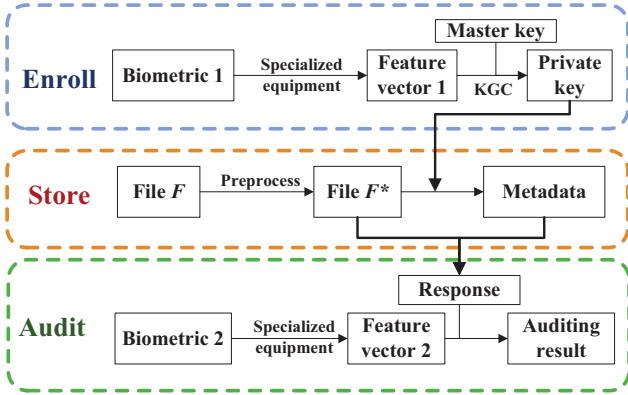 Enroll
Master key
Biometric 1
Specialized
equipment
Feature
vector 1
KGC
Private
key
Store
File F
Preprocess
File F*
Metadata
Audit
Response
Biometric 2
Specialized
equipment
Feature
vector 2
Auditing
result